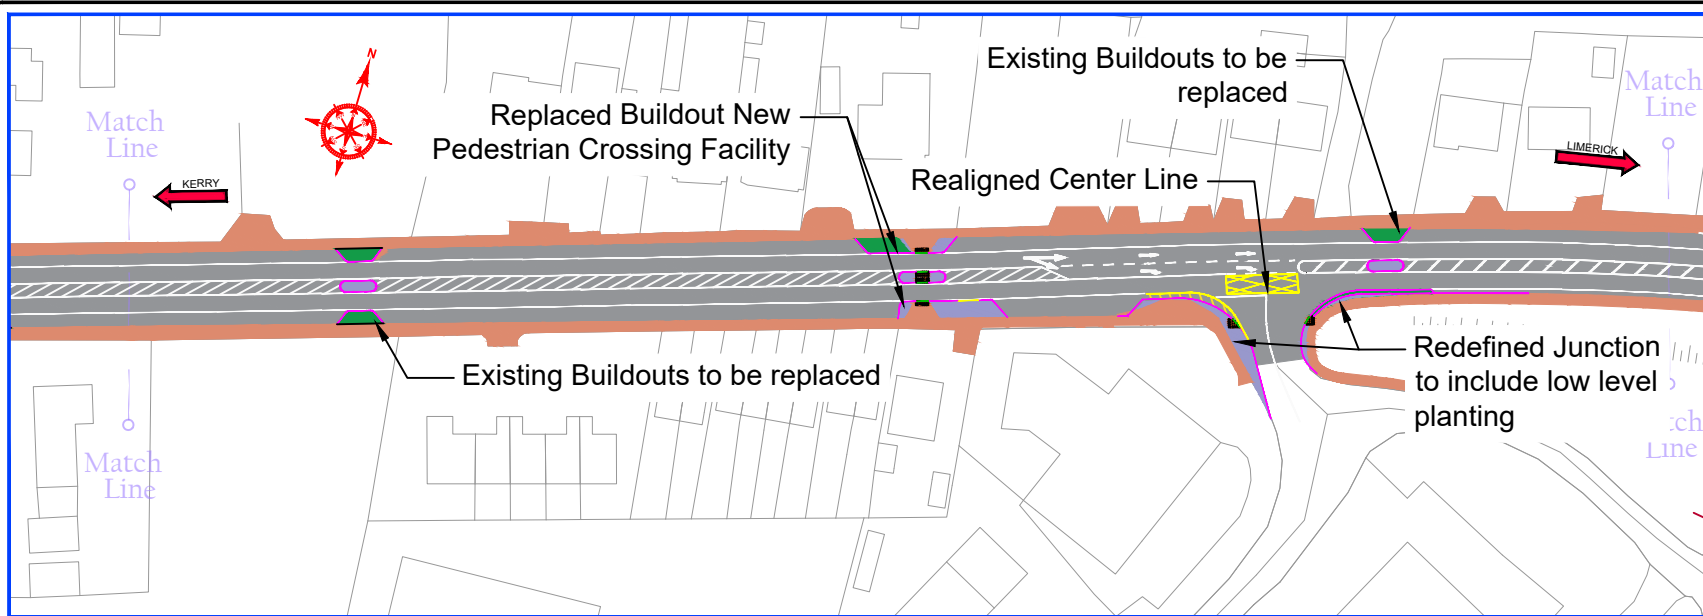 N
Existing Buildouts to be
replaced
Match
Line
Replaced Buildout New
Pedestrian Crossing Facility
Match
Line
LIMERICK
KERRY
Realigned Center Line
Existing Buildouts to be replaced
Redefined Junction
to include low level
planting
Match
Line
Line